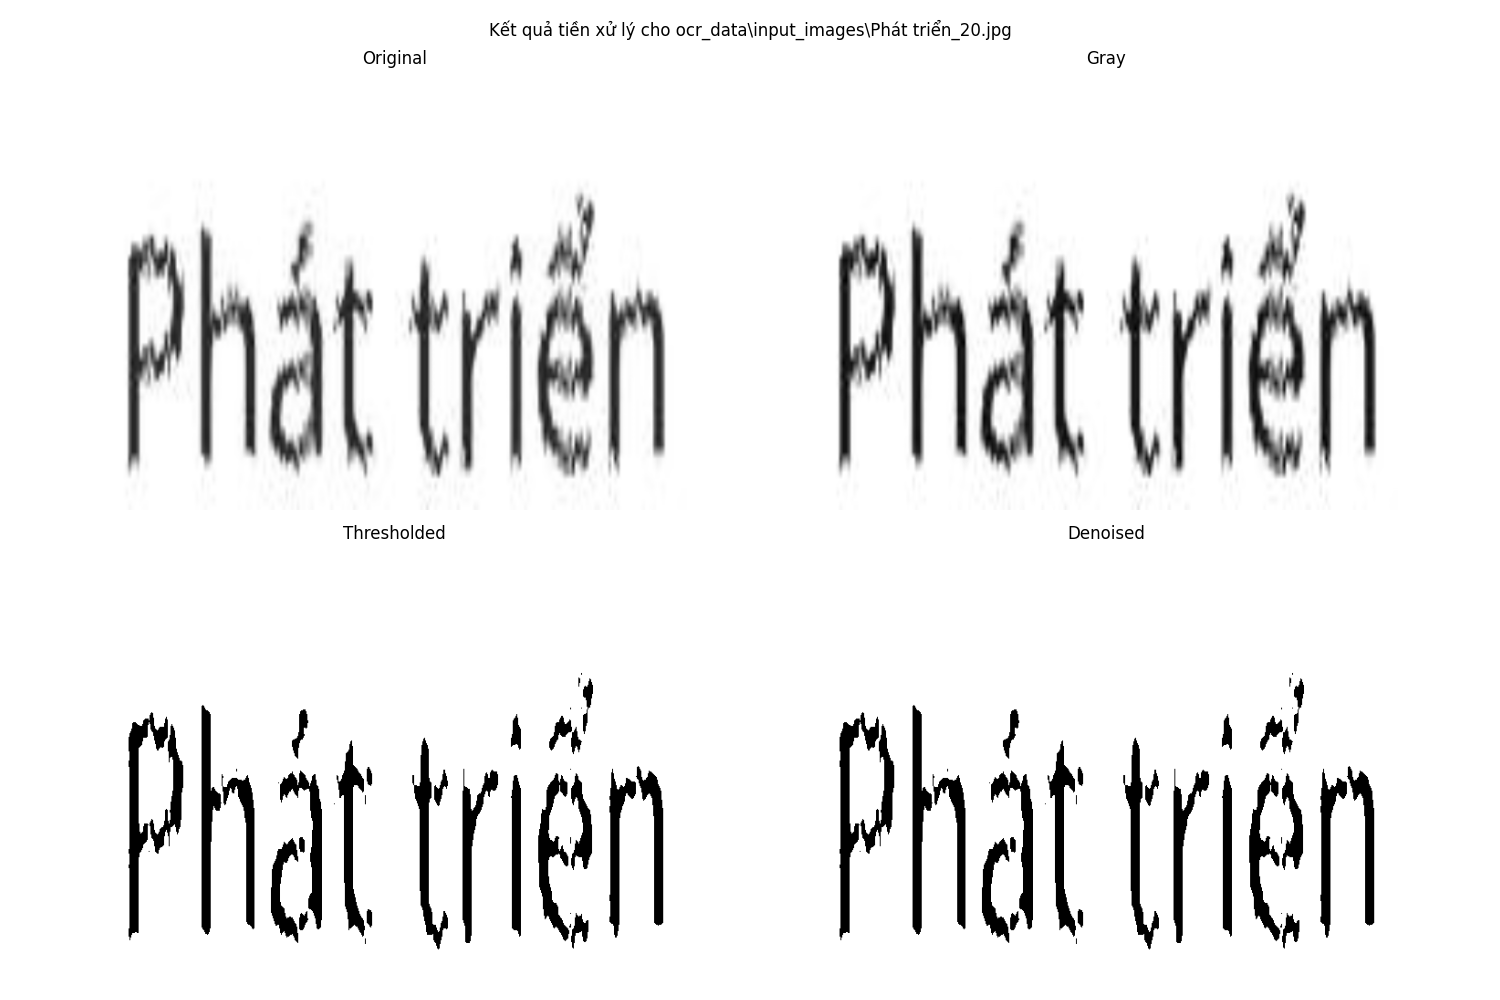 Kết quả tiền xử lý cho ocr_data\input_images\Phát triển_20.jpg
Original
Gray
Phát triển
Phát triển
Thresholded
Denoised
Phát triển
Phát triển